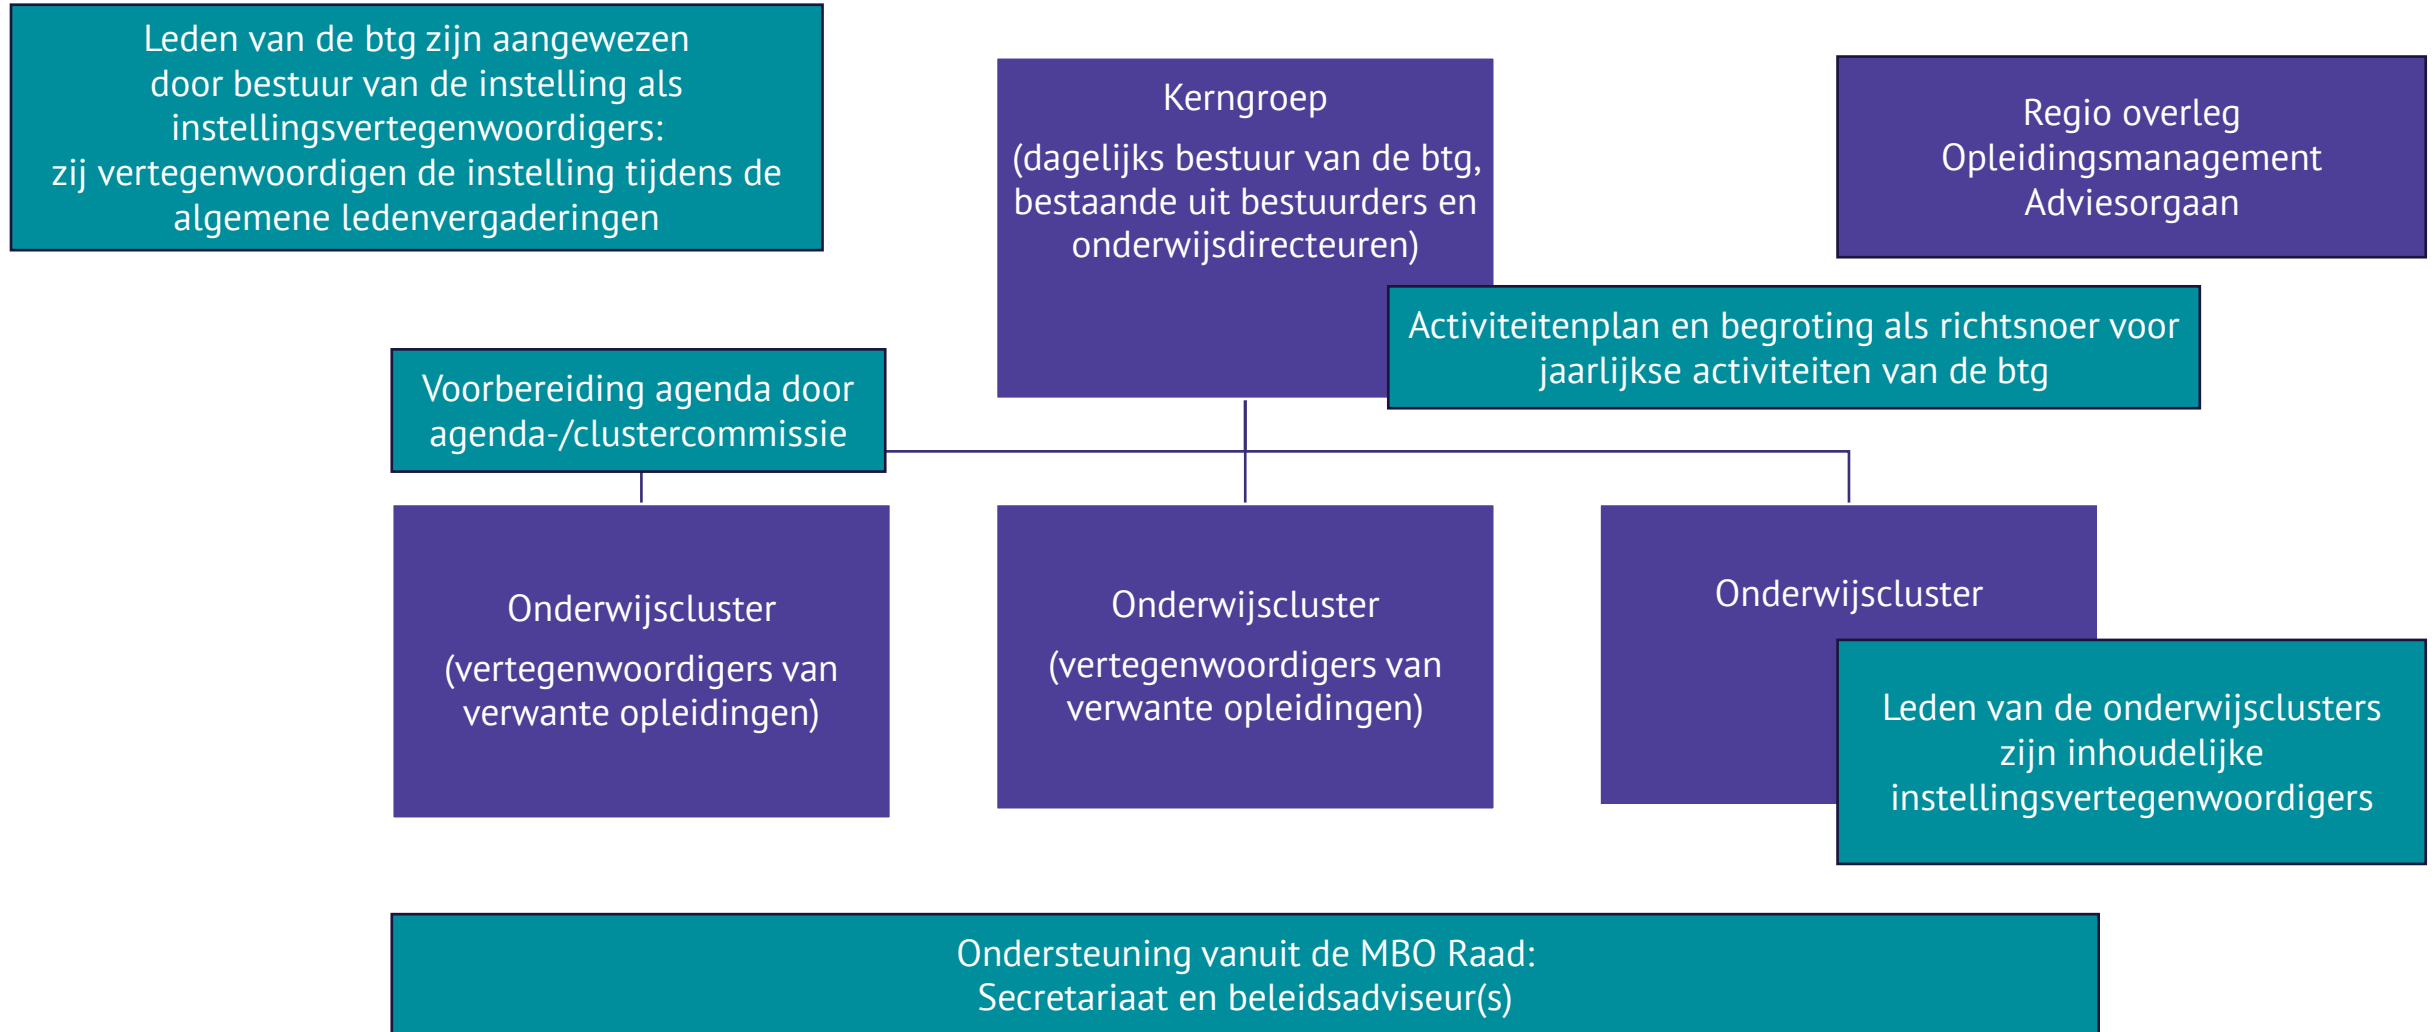 Leden van de btg zijn aangewezen
door bestuur van de instelling als
instellingsvertegenwoordigers:
zij vertegenwoordigen de instelling tijdens de
algemene ledenvergaderingen
Kerngroep
(dagelijks bestuur van de btg,
bestaande uit bestuurders en
onderwijsdirecteuren)
Regio overleg
Opleidingsmanagement
Adviesorgaan
Activiteitenplan en begroting als richtsnoer voor
jaarlijkse activiteiten van de btg
Voorbereiding agenda door
agenda-/clustercommissie
Onderwijscluster
(vertegenwoordigers van
verwante opleidingen)
Onderwijscluster
(vertegenwoordigers van
verwante opleidingen)
Onderwijscluster
Leden van de onderwijsclusters
zijn inhoudelijke
instellingsvertegenwoordigers
Ondersteuning vanuit de MBO Raad:
Secretariaat en beleidsadviseur(s)